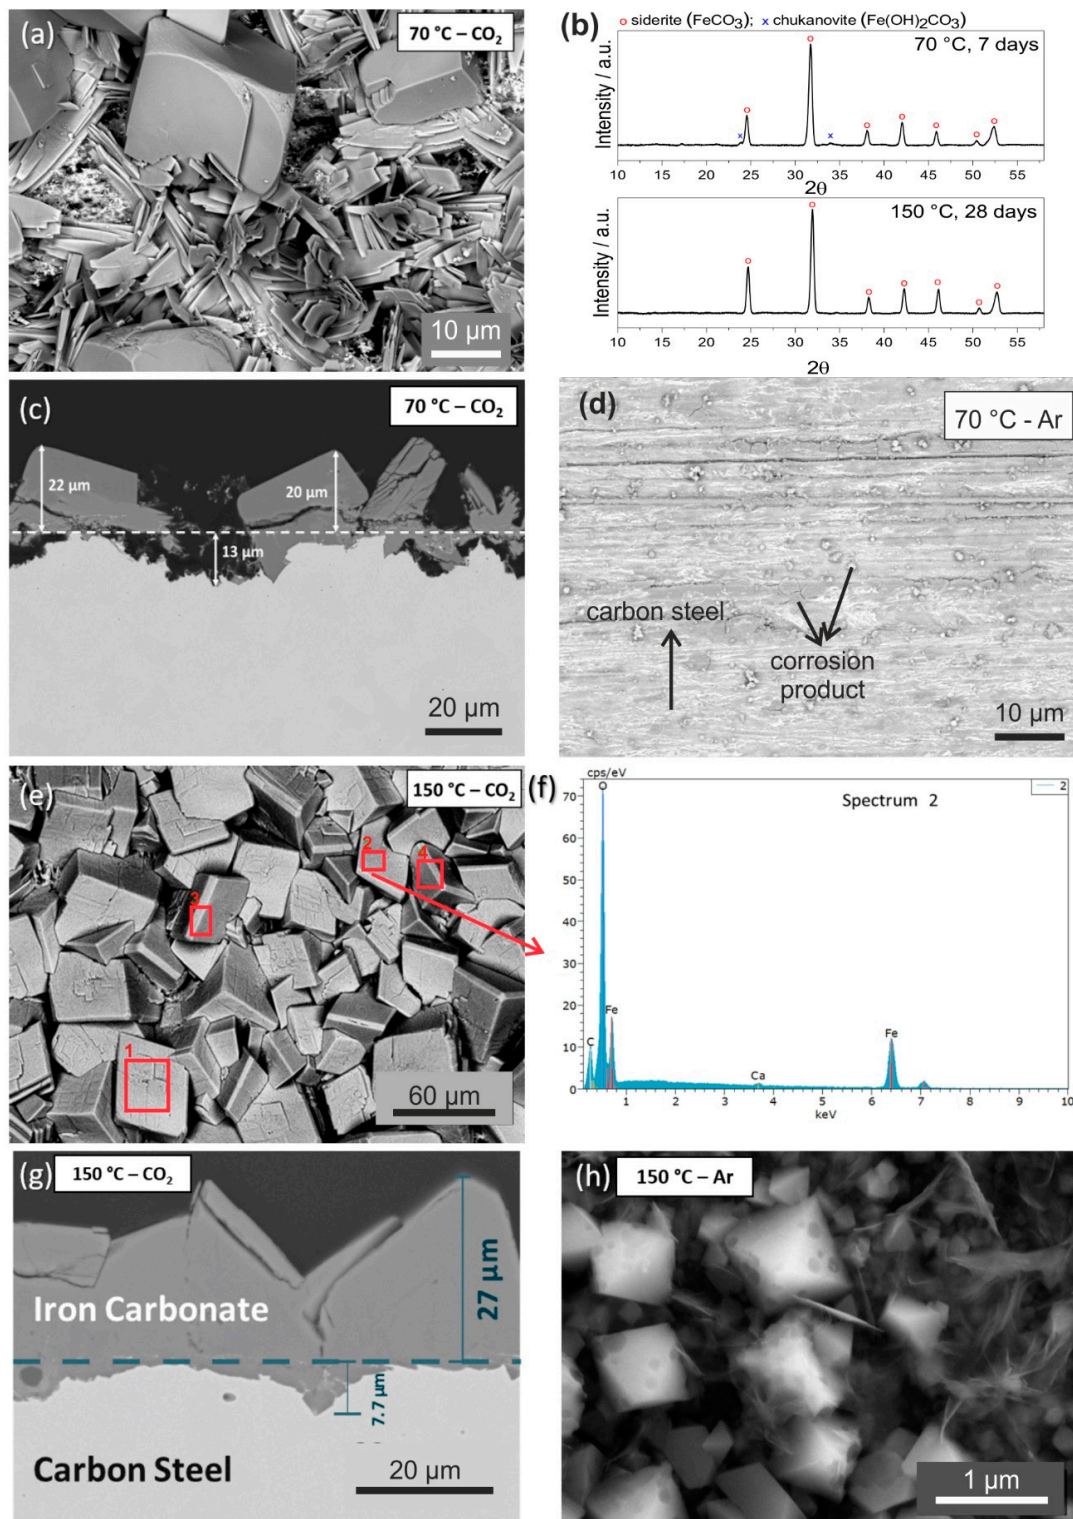 (a)
70 °C – CO₂
10 µm
(b)
o siderite (FeCO₃); x chukanovite (Fe(OH)₂CO₃)
70 °C, 7 days
Intensity / a.u.
10 15 20 25 30 35 40 45 50 55
2θ
150 °C, 28 days
Intensity / a.u.
10 15 20 25 30 35 40 45 50 55
2θ
(c)
70 °C – CO₂
22 µm
20 µm
13 µm
20 µm
(d)
70 °C - Ar
carbon steel
corrosion
product
10 µm
(e)
150 °C – CO₂
1
2
3
4
60 µm
(f)
cps/eV
Spectrum 2
2
70
60
50
40
30
20
10
0
O
Fe
C
Ca
Fe
1 2 3 4 5 6 7 8 9 10
keV
(g)
150 °C – CO₂
27 µm
Iron Carbonate
7.7 µm
Carbon Steel
20 µm
(h)
150 °C – Ar
1 µm